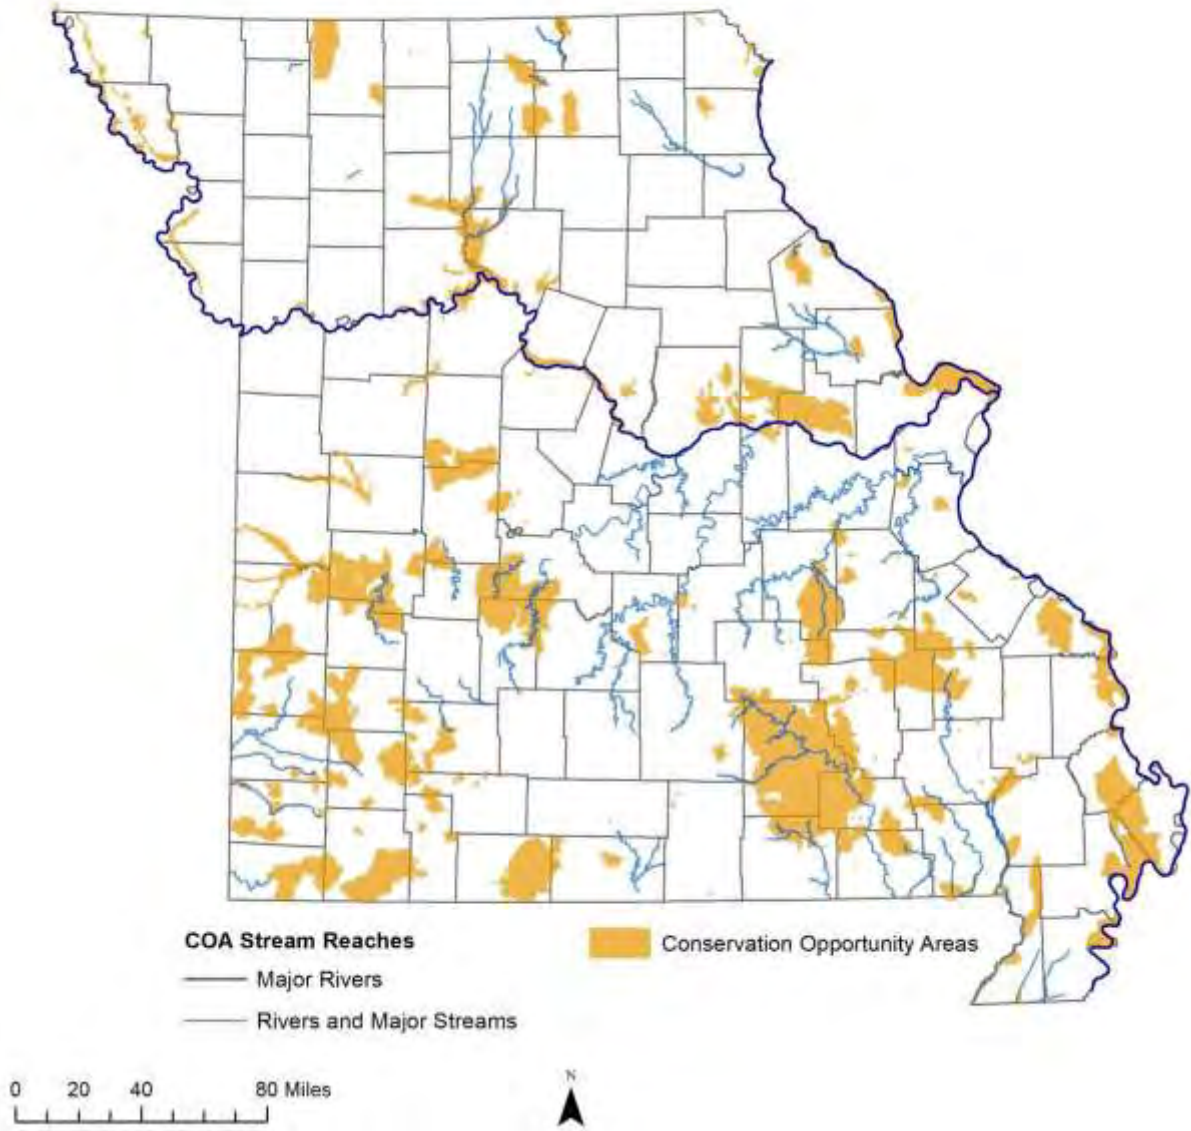 COA Stream Reaches
Major Rivers
Rivers and Major Streams
Conservation Opportunity Areas
0 20 40 80 Miles
N